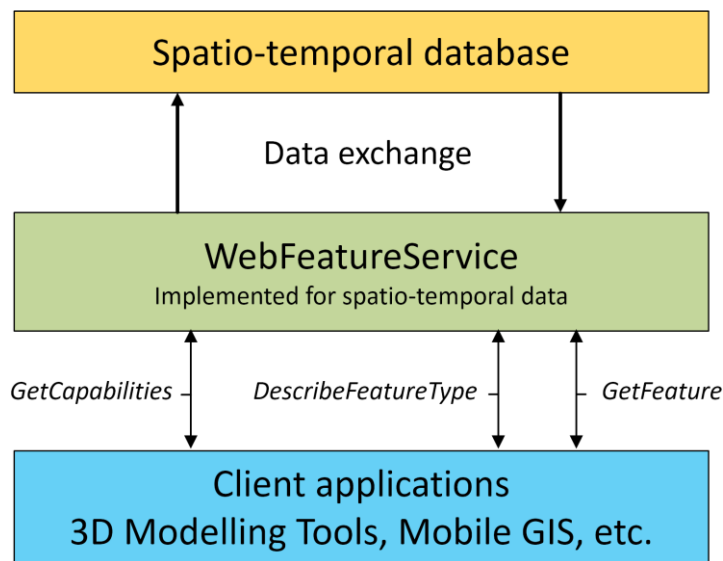 Spatio-temporal database
Data exchange
WebFeatureService
Implemented for spatio-temporal data
GetCapabilities
DescribeFeatureType
GetFeature
Client applications
3D Modelling Tools, Mobile GIS, etc.